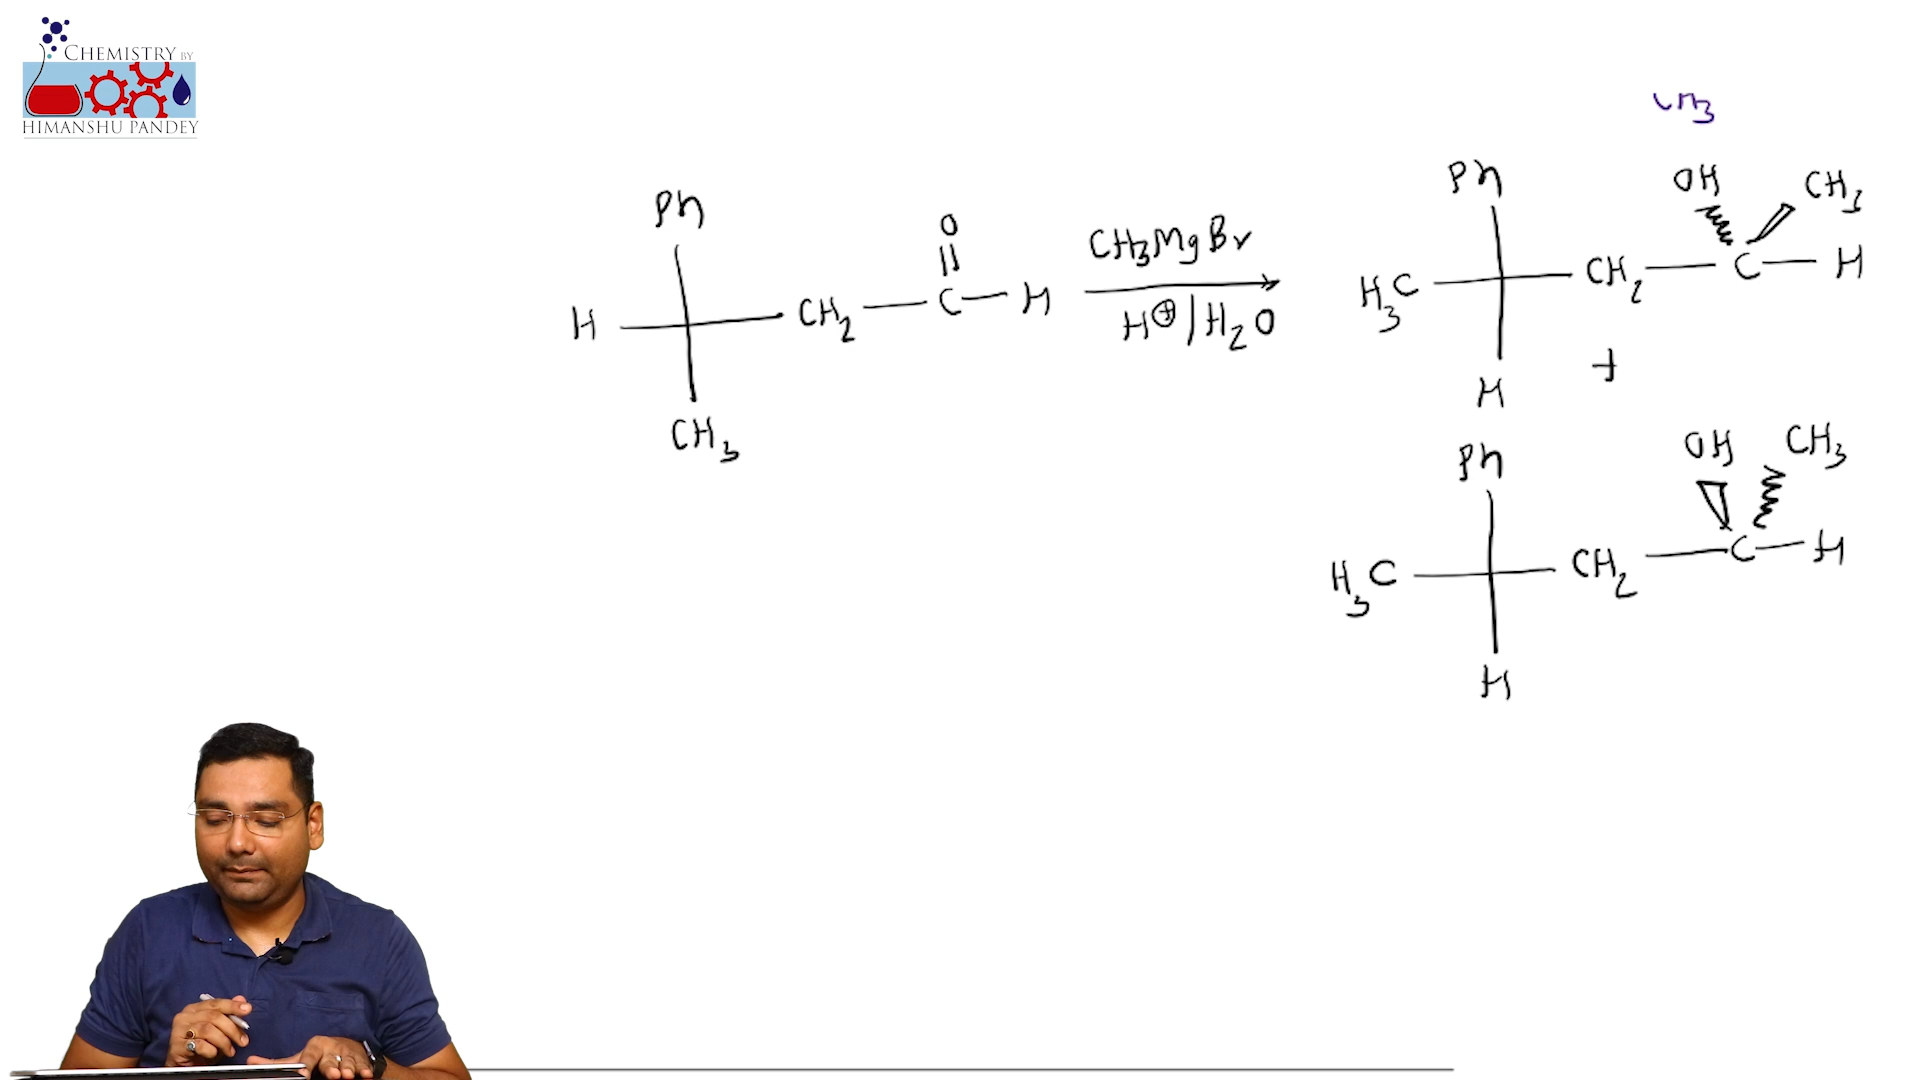 CHEMISTRY BY
HIMANSHU PANDEY
CH3
Ph
H
CH2
C
O
H
CH3
CH3MgBr
H⊕|H2O
Ph
OH
CH3
H3C
CH2
C
H
H
+
Ph
OH
CH3
H3C
CH2
C
H
H